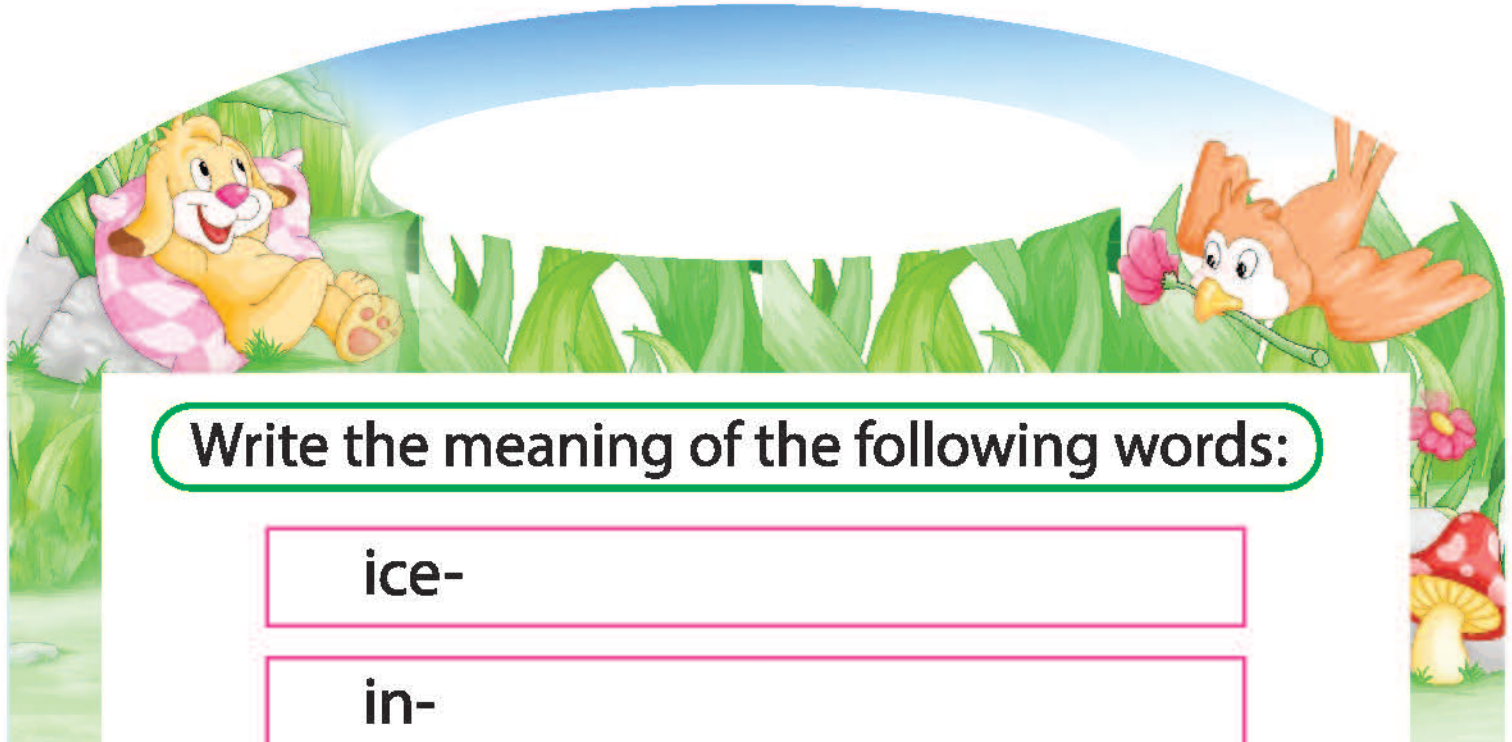 Write the meaning of the following words:
ice-
in-